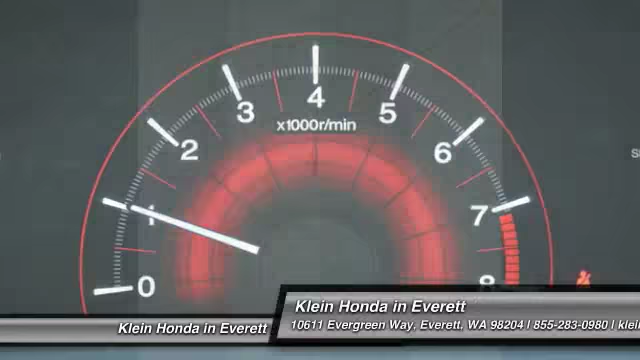 4
3
5
x1000r/min
2
6
1
7
0
8
Klein Honda in Everett
Klein Honda in Everett
10611 Evergreen Way, Everett, WA 98204 | 855-283-0980 |